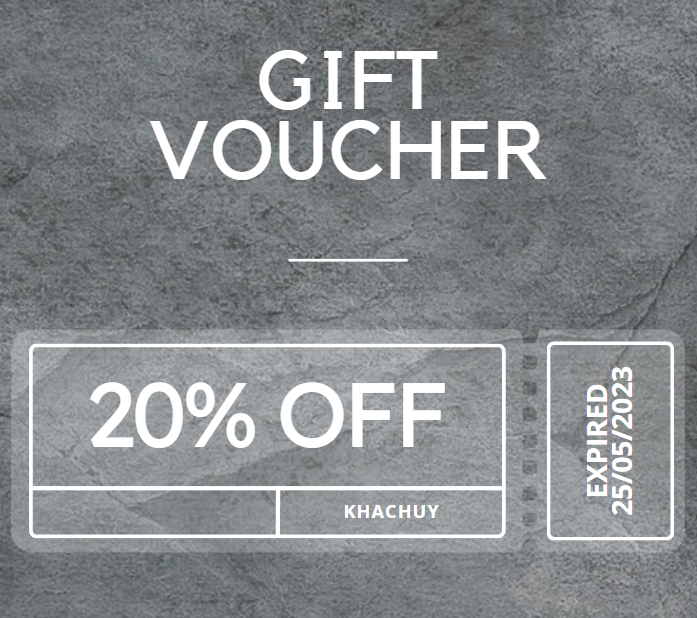 GIFT
VOUCHER
20% OFF
KHACHUY
EXPIRED
25/05/2023